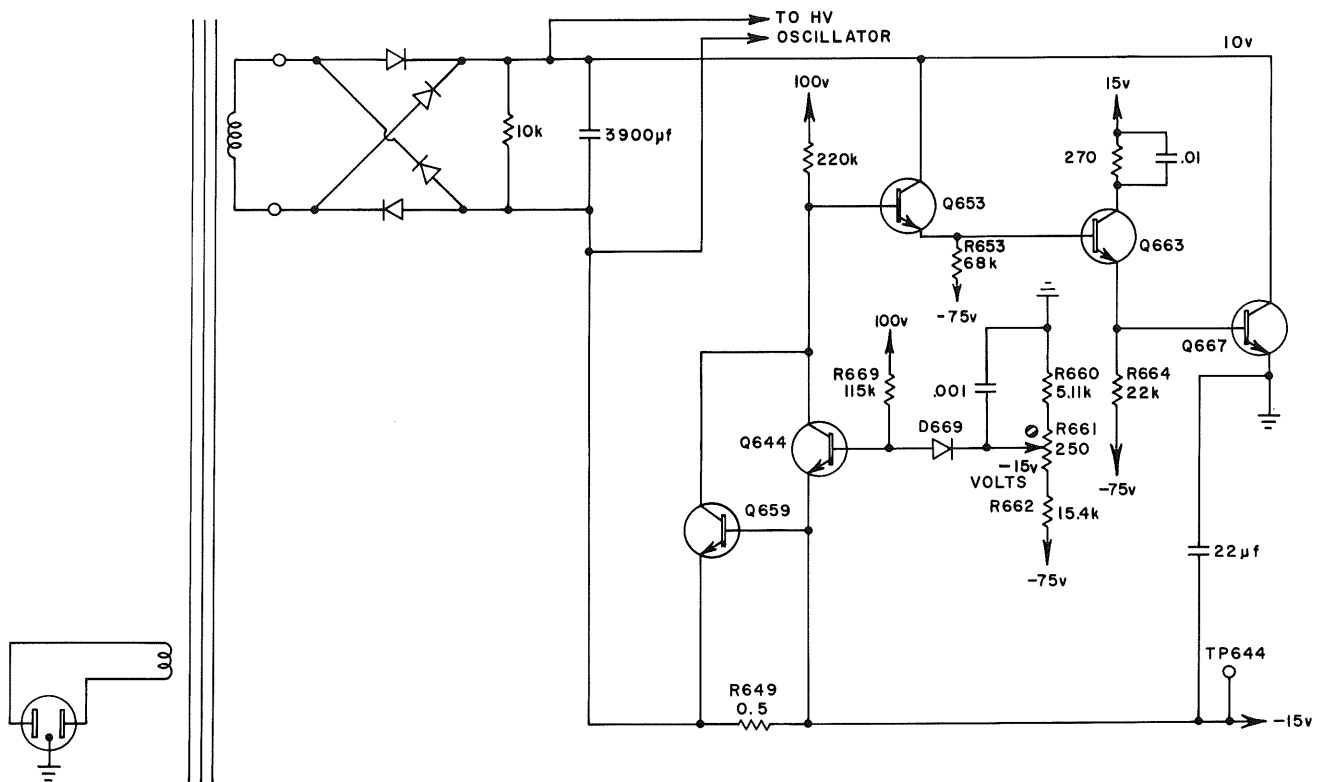 TO HV
OSCILLATOR
10v
100v
15v
10k
3900µf
220k
270
.01
Q653
Q663
R653
68k
-75v
100v
Q667
R669
115k
.001
R660
5.11k
R664
22k
D669
R661
250
Q644
-15v
VOLTS
-75v
Q659
R662
15.4k
22µf
-75v
TP644
R649
0.5
-15v